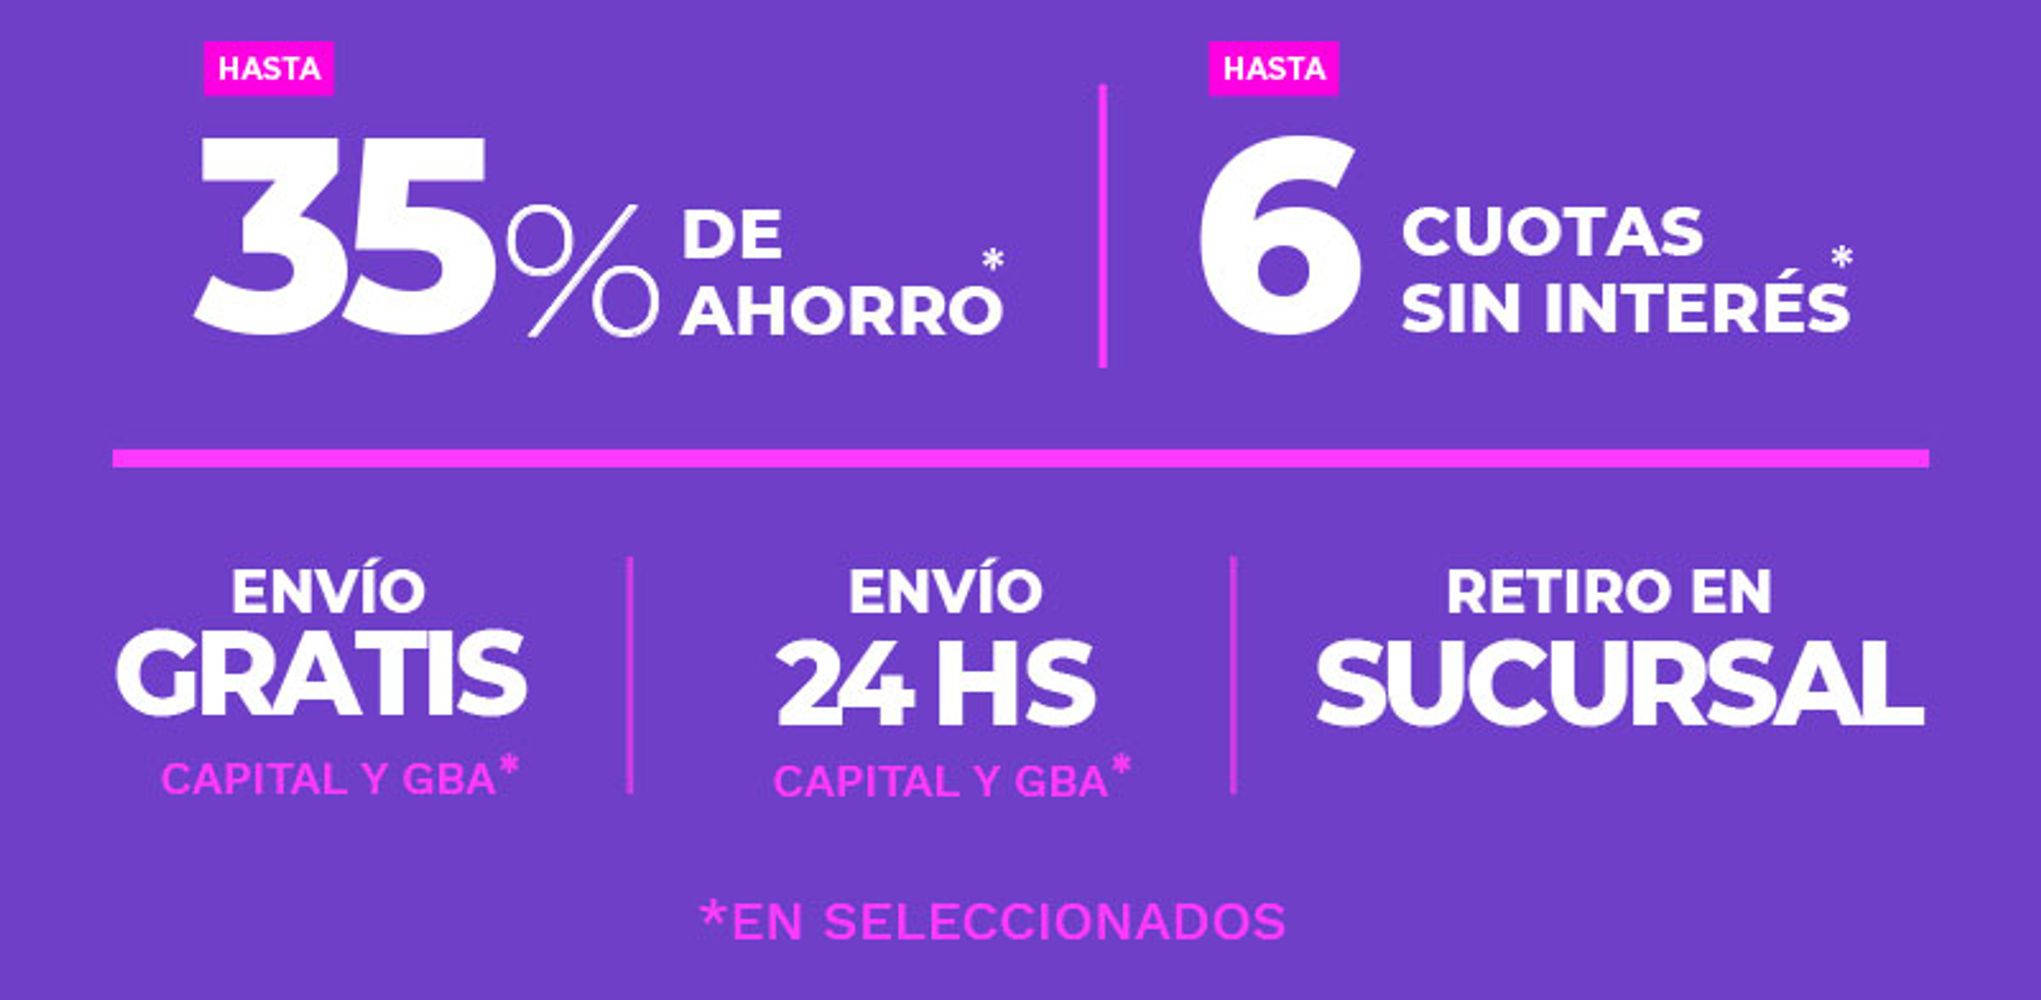 HASTA
35% DE
AHORRO*
HASTA
6 CUOTAS
SIN INTERÉS*
ENVÍO
GRATIS
CAPITAL Y GBA*
ENVÍO
24 HS
CAPITAL Y GBA*
RETIRO EN
SUCURSAL
*EN SELECCIONADOS